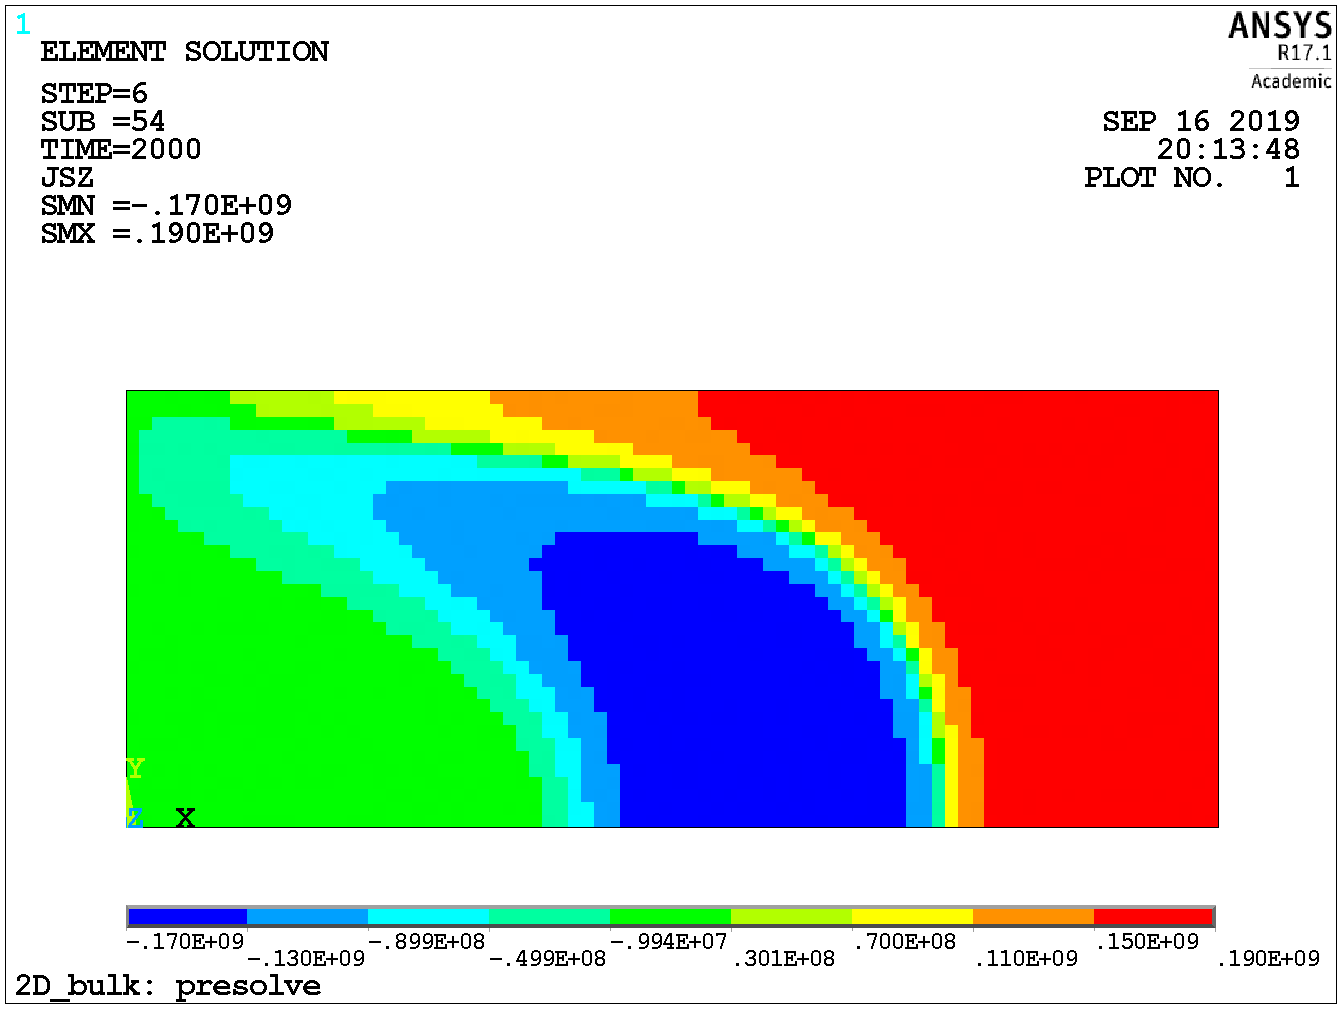 1
ELEMENT SOLUTION
STEP=6
SUB =54
TIME=2000
JSZ
SMN =-.170E+09
SMX =.190E+09
ANSYS
R17.1
Academic
SEP 16 2019
20:13:48
PLOT NO. 1
Y
Z X
-.170E+09 -.899E+08 -.994E+07 .700E+08 .150E+09
-.130E+09 -.499E+08 .301E+08 .110E+09 .190E+09
2D_bulk: presolve